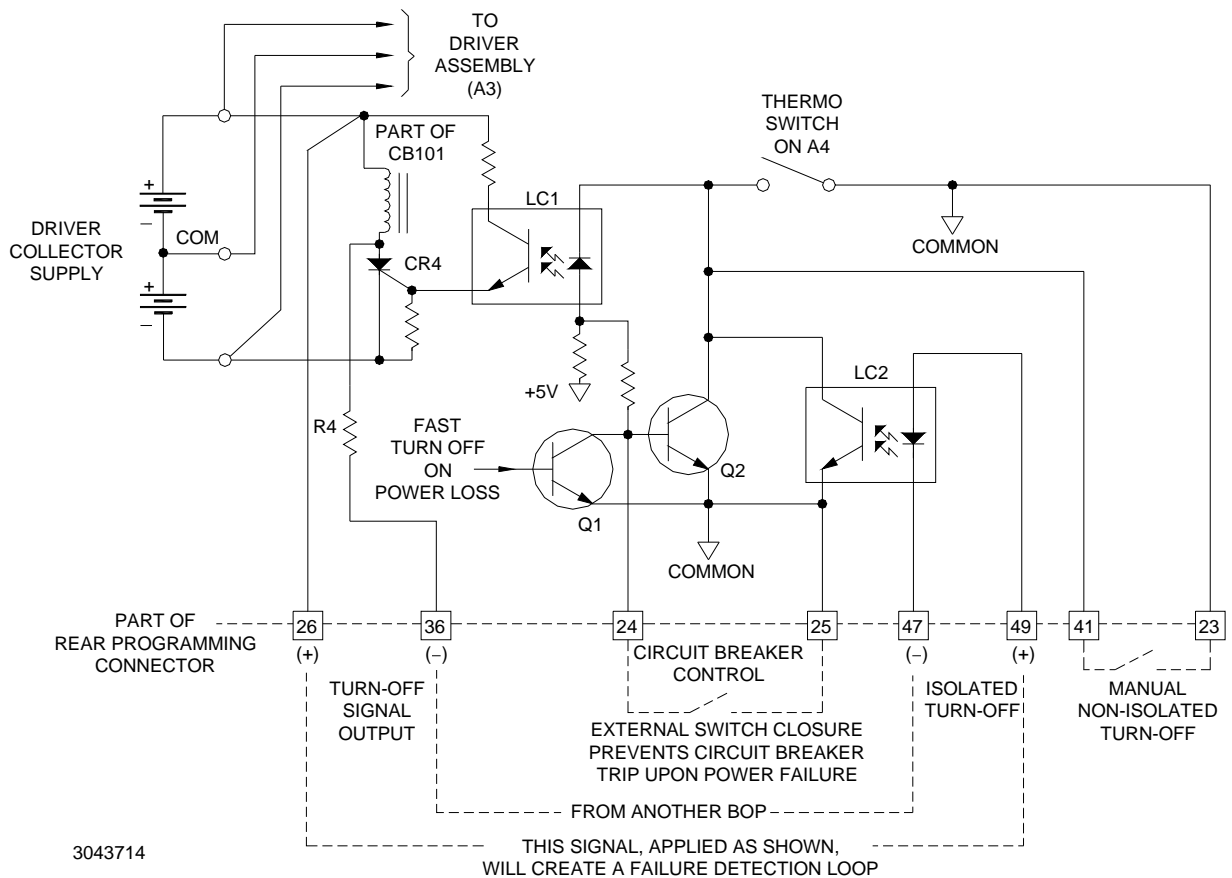 TO
DRIVER
ASSEMBLY
(A3)
THERMO
SWITCH
ON A4
PART OF
CB101
LC1
+
−
DRIVER
COLLECTOR
SUPPLY
COM
+
−
CR4
COMMON
+5V
LC2
R4
FAST
TURN OFF
ON
POWER LOSS
Q2
Q1
COMMON
PART OF
REAR PROGRAMMING
CONNECTOR
26
36
24
25
47
49
41
23
(+)
(−)
(−)
(+)
TURN-OFF
SIGNAL
OUTPUT
CIRCUIT BREAKER
CONTROL
ISOLATED
TURN-OFF
MANUAL
NON-ISOLATED
TURN-OFF
EXTERNAL SWITCH CLOSURE
PREVENTS CIRCUIT BREAKER
TRIP UPON POWER FAILURE
FROM ANOTHER BOP
THIS SIGNAL, APPLIED AS SHOWN,
WILL CREATE A FAILURE DETECTION LOOP
3043714